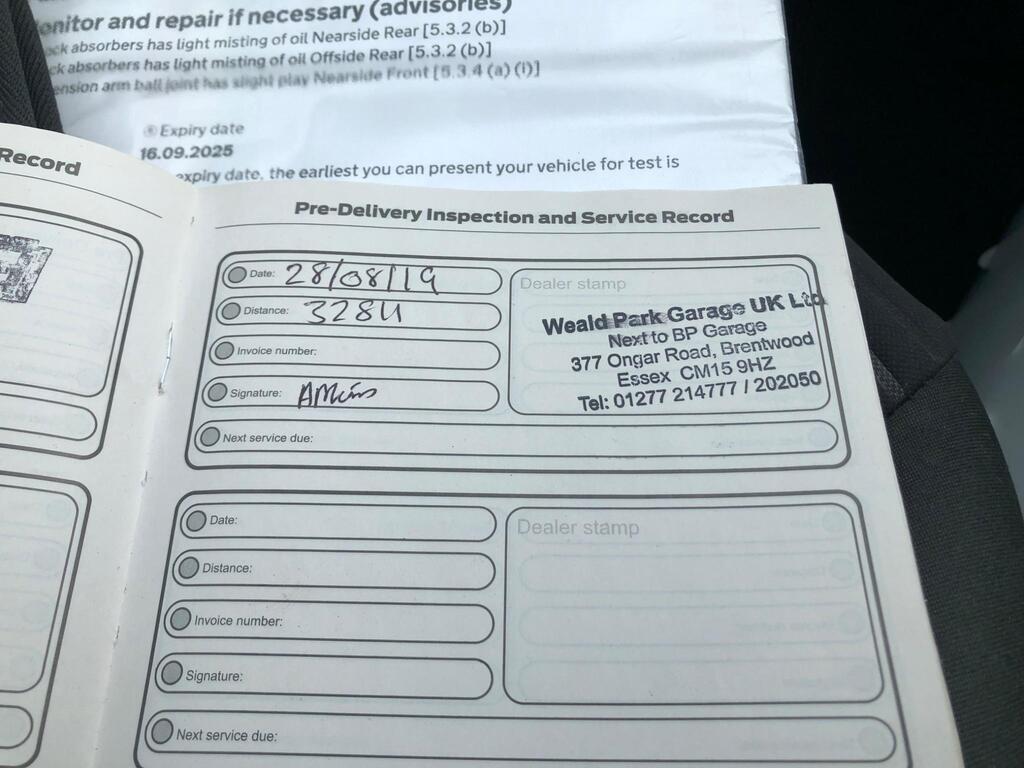 onitor and repair if necessary (advisories)
ck absorbers has light misting of oil Nearside Rear [5.3.2 (b)]
ck absorbers has light misting of oil Offside Rear [5.3.2 (b)]
ension arm ball joint has slight play Nearside Front [5.3.4 (a) (i)]
Expiry date
16.09.2025
expiry date, the earliest you can present your vehicle for test is
Record
Pre-Delivery Inspection and Service Record
Date: 28/08/19
Distance: 3284
Invoice number:
Signature:
Next service due:
Dealer stamp
Weald Park Garage UK Ltd
Next to BP Garage
377 Ongar Road, Brentwood
Essex CM15 9HZ
Tel: 01277 214777 / 202050
Date:
Distance:
Invoice number:
Signature:
Next service due:
Dealer stamp